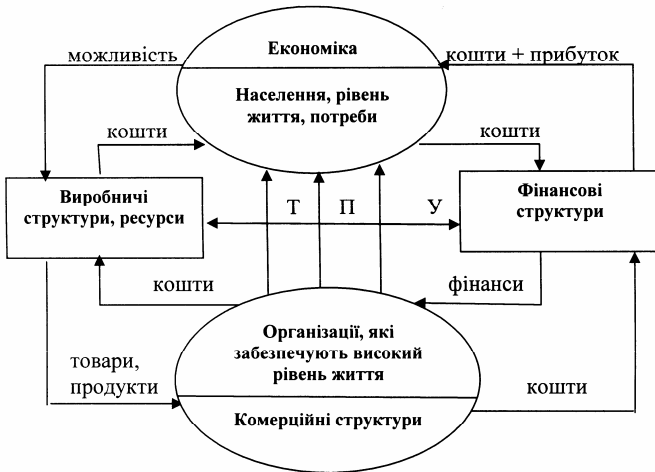 Економіка
можливість
кошти + прибуток
Населення, рівень
життя, потреби
кошти
кошти
Виробничі
структури, ресурси
Т П У
Фінансові
структури
кошти
фінанси
Організації, які
забезпечують високий
рівень життя
товари,
продукти
кошти
Комерційні структури